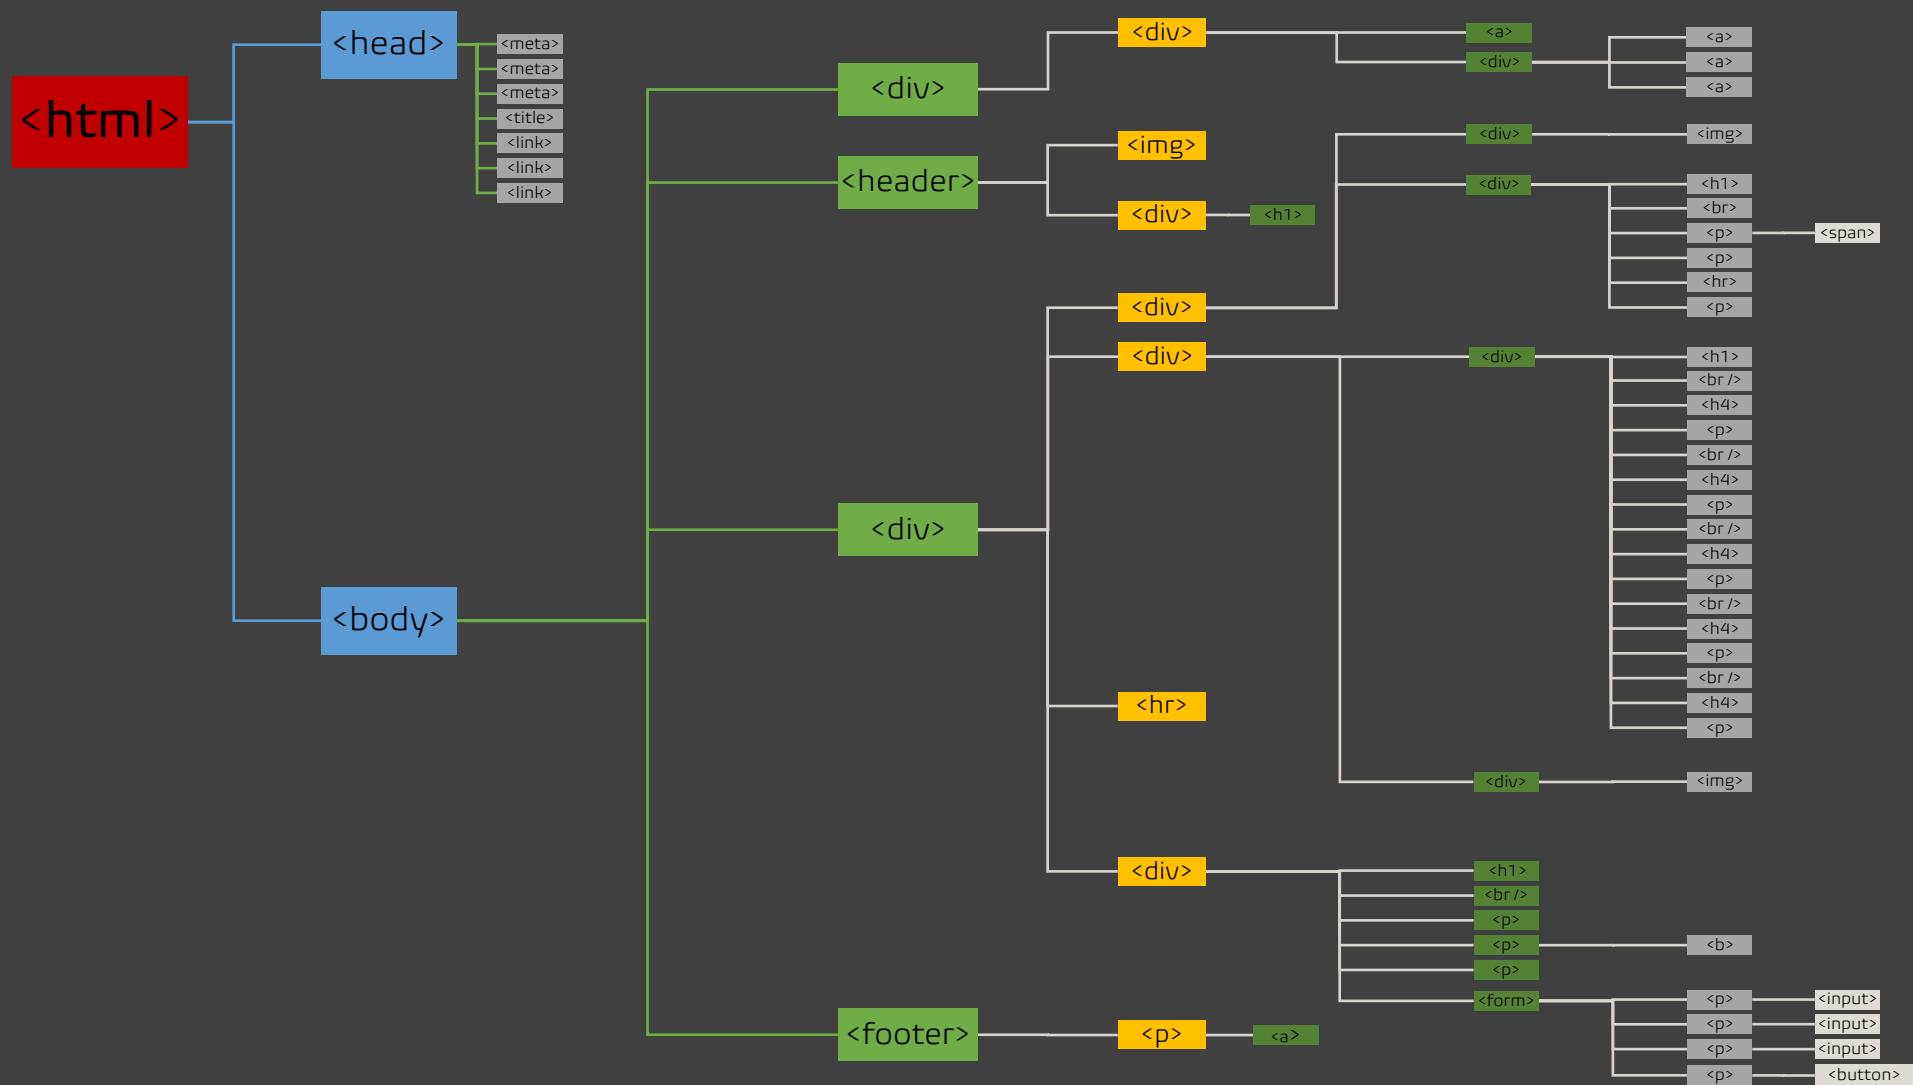 <html>
<head>
<meta>
<meta>
<meta>
<title>
<link>
<link>
<link>
<body>
<div>
<div>
<a>
<div>
<a>
<a>
<a>
<header>
<img>
<div>
<h1>
<div>
<div>
<div>
<img>
<div>
<h1>
<br>
<p>
<span>
<p>
<hr>
<p>
<div>
<div>
<h1>
<br />
<h4>
<p>
<br />
<h4>
<p>
<br />
<h4>
<p>
<br />
<h4>
<p>
<br />
<h4>
<p>
<div>
<img>
<hr>
<div>
<h1>
<br />
<p>
<p>
<b>
<p>
<form>
<p>
<input>
<p>
<input>
<p>
<input>
<p>
<button>
<footer>
<p>
<a>